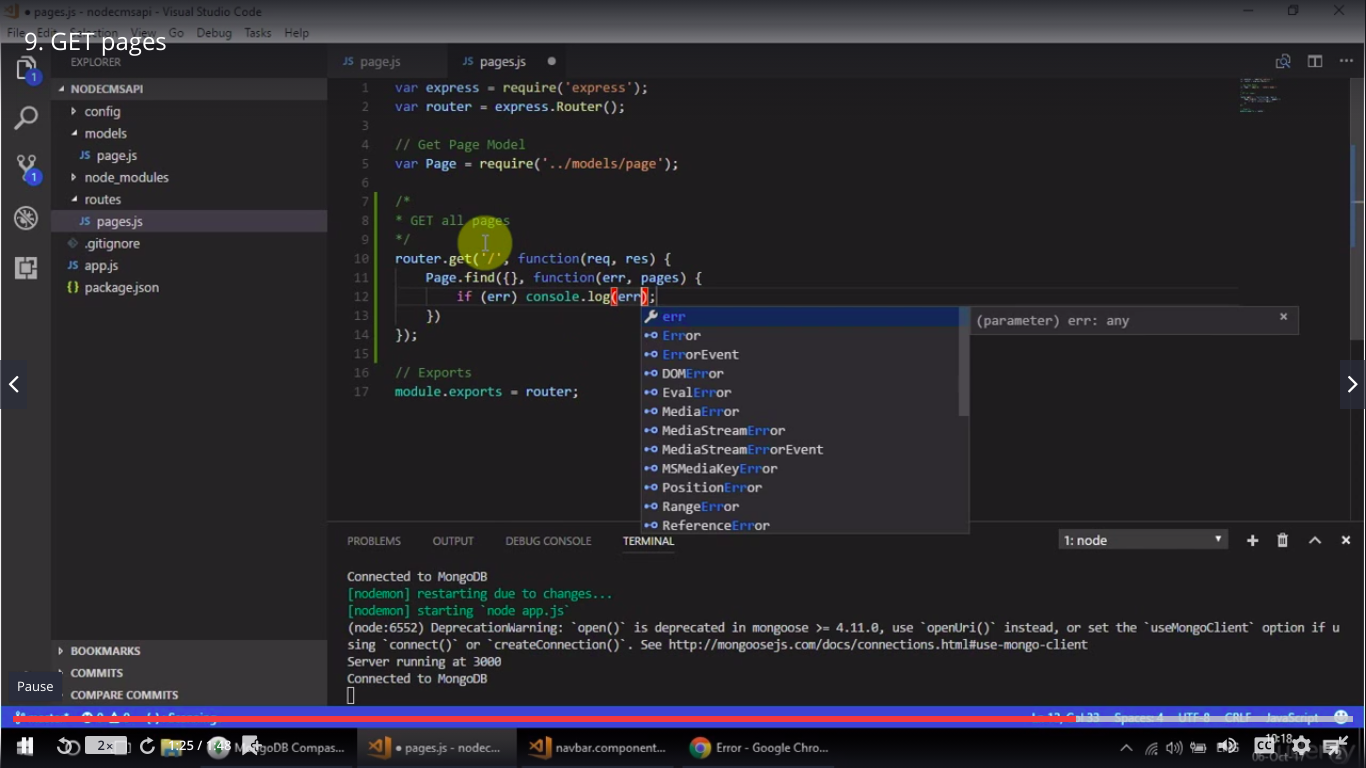 pages.js - nodecmsapi - Visual Studio Code
File Edit Selection View Go Debug Tasks Help
9. GET pages
EXPLORER
NODECMSAPI
config
models
JS page.js
node_modules
routes
JS pages.js
.gitignore
JS app.js
{} package.json
BOOKMARKS
COMMITS
COMPARE COMMITS
1
1
JS page.js
JS pages.js
1 var express = require('express');
2 var router = express.Router();
3
4 // Get Page Model
5 var Page = require('../models/page');
6
7 /*
8 * GET all pages
9 */
10 router.get('/', function(req, res) {
11 Page.find({}, function(err, pages) {
12 if (err) console.log(err);
13 })
14 });
15
16 // Exports
17 module.exports = router;
err
Error
ErrorEvent
DOMError
EvalError
MediaError
MediaStreamError
MediaStreamErrorEvent
MSMediaKeyError
PositionError
RangeError
ReferenceError
(parameter) err: any
PROBLEMS OUTPUT DEBUG CONSOLE TERMINAL
1: node
Connected to MongoDB
[nodemon] restarting due to changes...
[nodemon] starting `node app.js`
(node:6552) DeprecationWarning: `open()` is deprecated in mongoose >= 4.11.0, use `openUri()` instead, or set the `useMongoClient` option if u
sing `connect()` or `createConnection()`. See http://mongoosejs.com/docs/connections.html#use-mongo-client
Server running at 3000
Connected to MongoDB
Pause
Ln 12, Col 33 Spaces: 4 UTF-8 CRLF JavaScript
2x 1:25 / 1:48
MongoDB Compas...
pages.js - nodec...
navbar.component...
Error - Google Chro...
CC
10:18